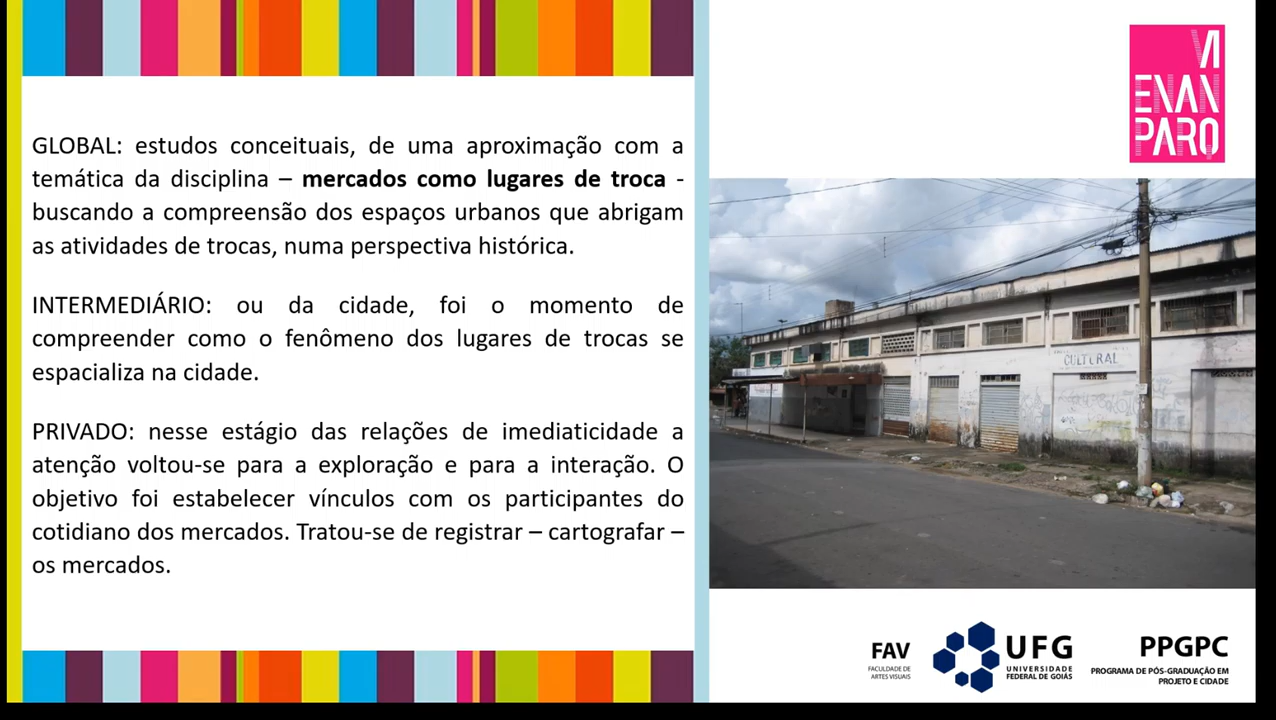 GLOBAL: estudos conceituais, de uma aproximação com a
temática da disciplina – mercados como lugares de troca -
buscando a compreensão dos espaços urbanos que abrigam
as atividades de trocas, numa perspectiva histórica.
INTERMEDIÁRIO: ou da cidade, foi o momento de
compreender como o fenômeno dos lugares de trocas se
espacializa na cidade.
PRIVADO: nesse estágio das relações de imediaticidade a
atenção voltou-se para a exploração e para a interação. O
objetivo foi estabelecer vínculos com os participantes do
cotidiano dos mercados. Tratou-se de registrar – cartografar –
os mercados.
VI
ENAN
PARQ
CULTURAL
FAV
FACULDADE DE
ARTES VISUAIS
UFG
UNIVERSIDADE
FEDERAL DE GOIÁS
PPGPC
PROGRAMA DE PÓS-GRADUAÇÃO EM
PROJETO E CIDADE